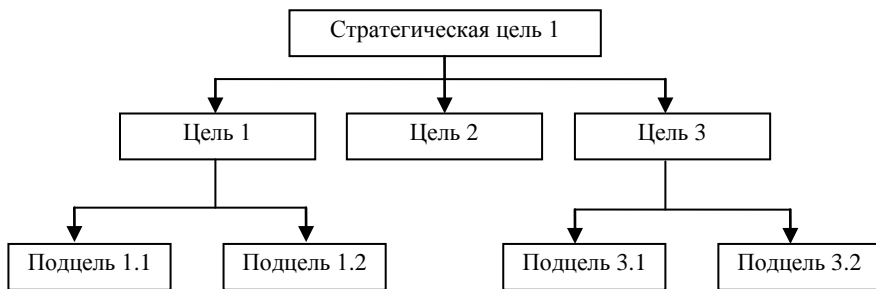 Стратегическая цель 1
Цель 1
Цель 2
Цель 3
Подцель 1.1
Подцель 1.2
Подцель 3.1
Подцель 3.2